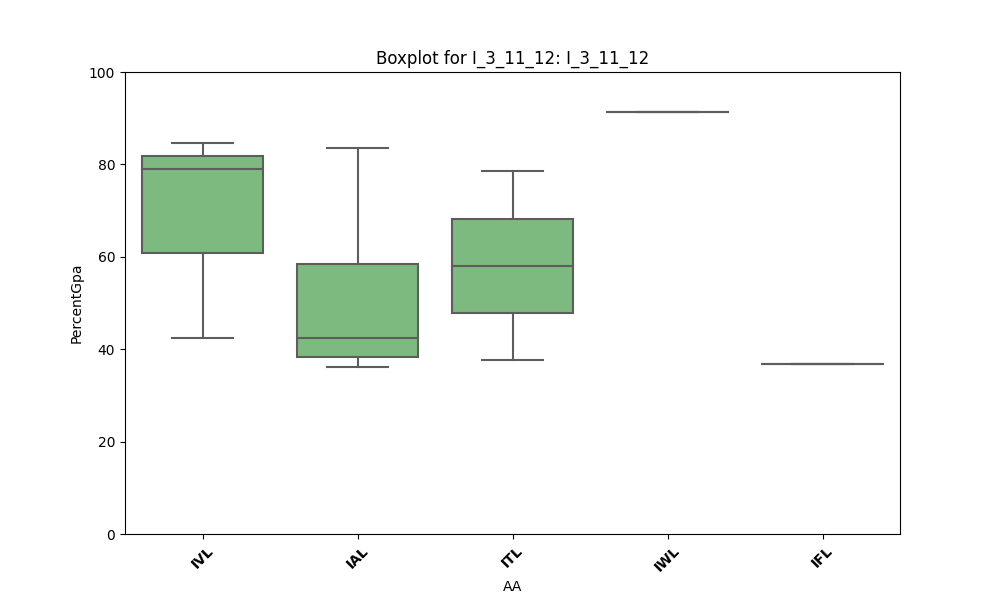 Boxplot for I_3_11_12: I_3_11_12
100
80
60
40
20
0
PercentGpa
IVL
IAL
ITL
IWL
IFL
AA